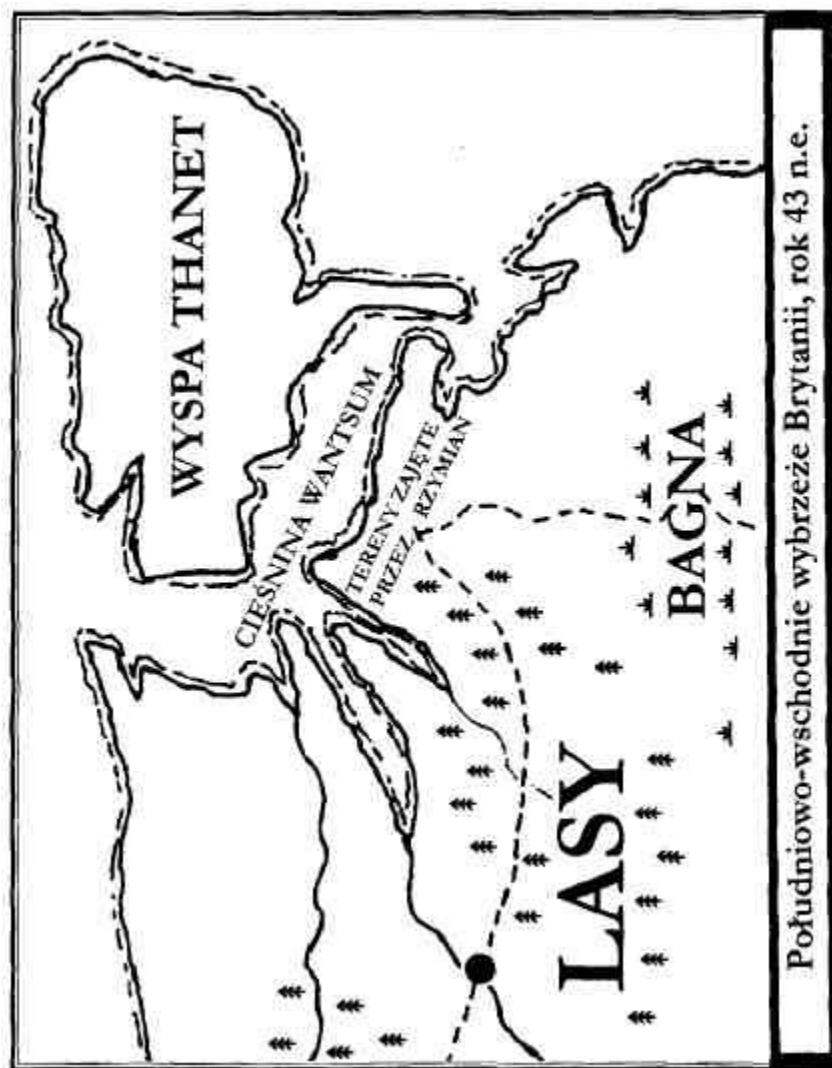 WYSPA THANET
CIEŚNINA WANTSUM
TERENY ZAJĘTE
PRZEZ RZYMIAN
BAGNA
LASY
Południowo-wschodnie wybrzeże Brytanii, rok 43 n.e.